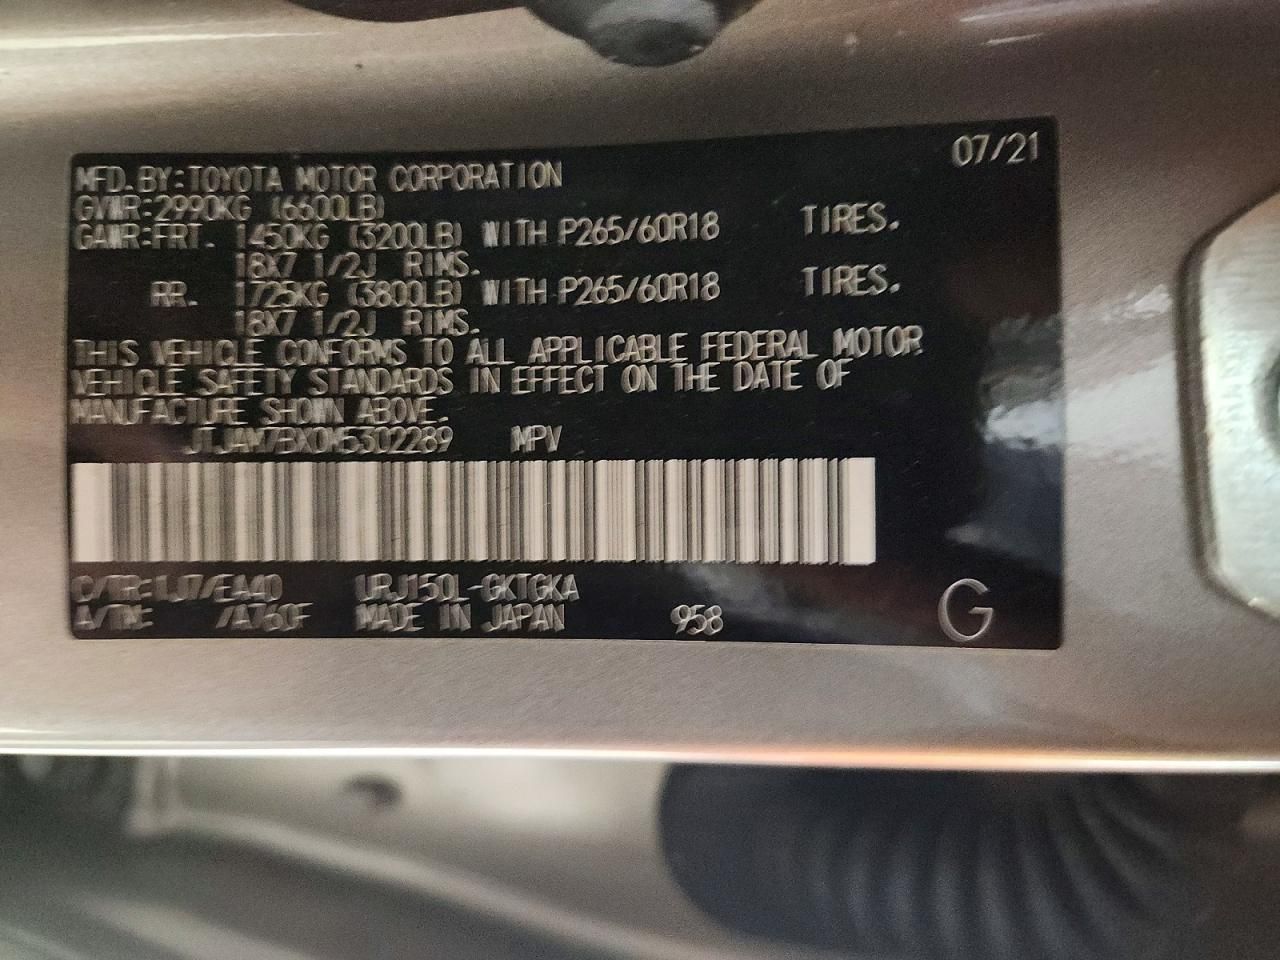 07/21
MFD. BY: TOYOTA MOTOR CORPORATION
GVWR: 2990KG (6600LB)
GAWR: FRT. 1450KG (3200LB) WITH P265/60R18 TIRES.
18X7 1/2J RIMS.
RR. 1725KG (3800LB) WITH P265/60R18 TIRES.
18X7 1/2J RIMS.
THIS VEHICLE CONFORMS TO ALL APPLICABLE FEDERAL MOTOR
VEHICLE SAFETY STANDARDS IN EFFECT ON THE DATE OF
MANUFACTURE SHOWN ABOVE.
JTJAM7BX0M5302289 MPV
C/TR: 1J7/EA40 URJ150L-GKTGKA
A/TM: /A760F MADE IN JAPAN 958 G